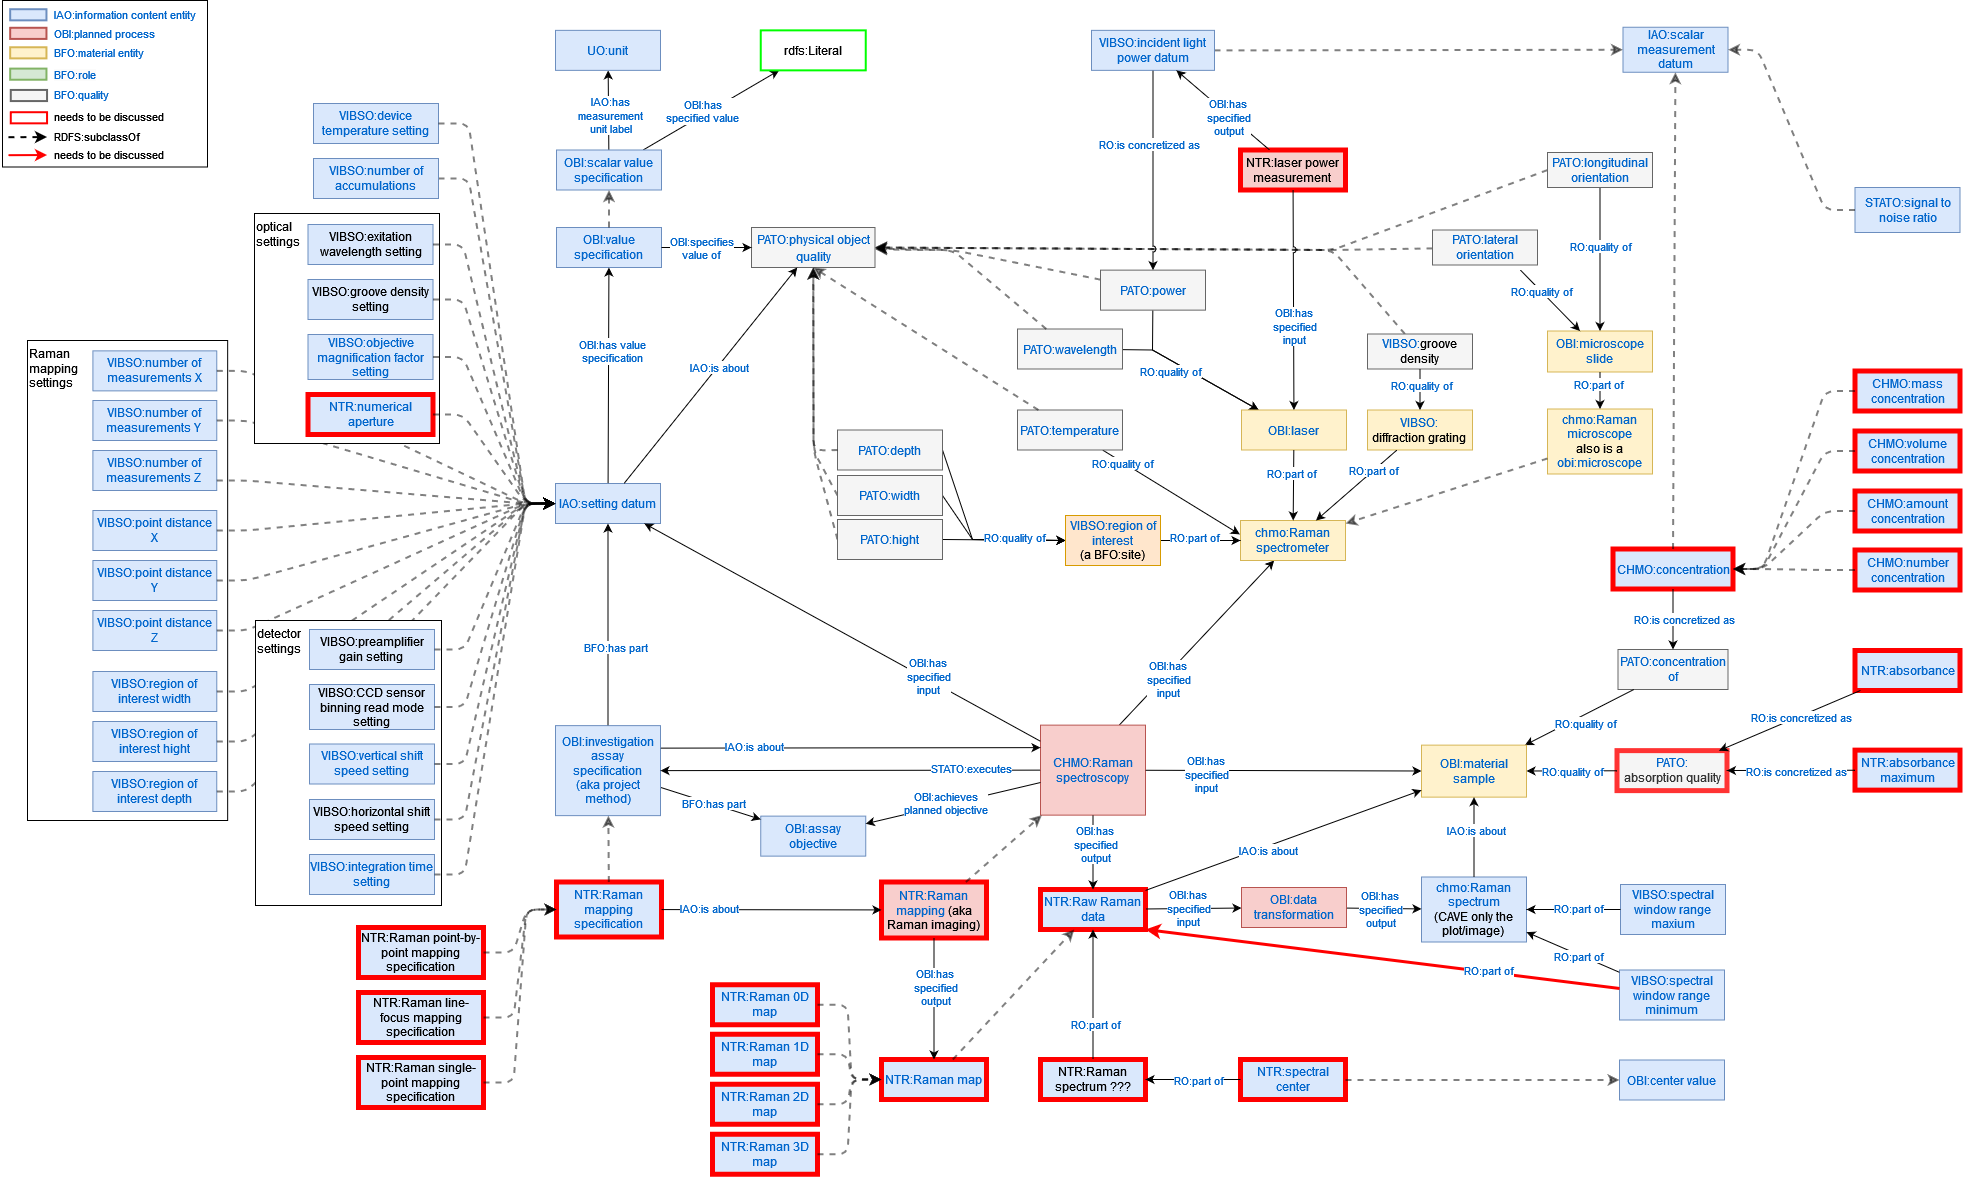 IAO:information content entity
OBI:planned process
BFO:material entity
BFO:role
BFO:quality
needs to be discussed
RDFS:subclassOf
needs to be discussed
UO:unit
rdfs:Literal
VIBSO:incident light
power datum
IAO:scalar
measurement
datum
IAO:has
measurement
unit label
OBI:has
specified value
OBI:has
specified
output
RO:is concretized as
VIBSO:device
temperature setting
VIBSO:number of
accumulations
OBI:scalar value
specification
NTR:laser power
measurement
PATO:longitudinal
orientation
STATO:signal to
noise ratio
optical
settings
VIBSO:exitation
wavelength setting
VIBSO:groove density
setting
VIBSO:objective
magnification factor
setting
NTR:numerical
aperture
OBI:value
specification
OBI:specifies
value of
PATO:physical object
quality
PATO:lateral
orientation
RO:quality of
RO:quality of
PATO:power
PATO:wavelength
RO:quality of
OBI:has
specified
input
VIBSO:groove
density
RO:quality of
OBI:microscope
slide
RO:part of
OBI:has value
specification
IAO:is about
Raman
mapping
settings
VIBSO:number of
measurements X
VIBSO:number of
measurements Y
VIBSO:number of
measurements Z
VIBSO:point distance
X
VIBSO:point distance
Y
VIBSO:point distance
Z
VIBSO:region of
interest width
VIBSO:region of
interest hight
VIBSO:region of
interest depth
PATO:temperature
RO:quality of
OBI:laser
RO:part of
VIBSO:
diffraction grating
RO:part of
chmo:Raman
microscope
also is a
obi:microscope
CHMO:mass
concentration
CHMO:volume
concentration
CHMO:amount
concentration
CHMO:number
concentration
PATO:depth
PATO:width
PATO:hight
RO:quality of
VIBSO:region of
interest
(a BFO:site)
RO:part of
chmo:Raman
spectrometer
IAO:setting datum
CHMO:concentration
RO:is concretized as
PATO:concentration
of
RO:quality of
NTR:absorbance
RO:is concretized as
detector
settings
VIBSO:preamplifier
gain setting
VIBSO:CCD sensor
binning read mode
setting
VIBSO:vertical shift
speed setting
VIBSO:horizontal shift
speed setting
VIBSO:integration time
setting
BFO:has part
OBI:has
specified
input
OBI:has
specified
input
OBI:investigation
assay
specification
(aka project
method)
IAO:is about
STATO:executes
BFO:has part
OBI:achieves
planned objective
OBI:assay
objective
CHMO:Raman
spectroscopy
OBI:has
specified
input
OBI:material
sample
RO:quality of
PATO:
absorption quality
RO:is concretized as
NTR:absorbance
maximum
OBI:has
specified
output
IAO:is about
IAO:is about
NTR:Raman
mapping
specification
IAO:is about
NTR:Raman
mapping (aka
Raman imaging)
NTR:Raw Raman
data
OBI:has
specified
input
OBI:data
transformation
OBI:has
specified
output
chmo:Raman
spectrum
(CAVE only the
plot/image)
RO:part of
VIBSO:spectral
window range
maxium
RO:part of
RO:part of
VIBSO:spectral
window range
minimum
NTR:Raman point-by-
point mapping
specification
NTR:Raman line-
focus mapping
specification
NTR:Raman single-
point mapping
specification
OBI:has
specified
output
NTR:Raman 0D
map
NTR:Raman 1D
map
NTR:Raman 2D
map
NTR:Raman 3D
map
NTR:Raman map
RO:part of
NTR:Raman
spectrum ???
RO:part of
NTR:spectral
center
OBI:center value